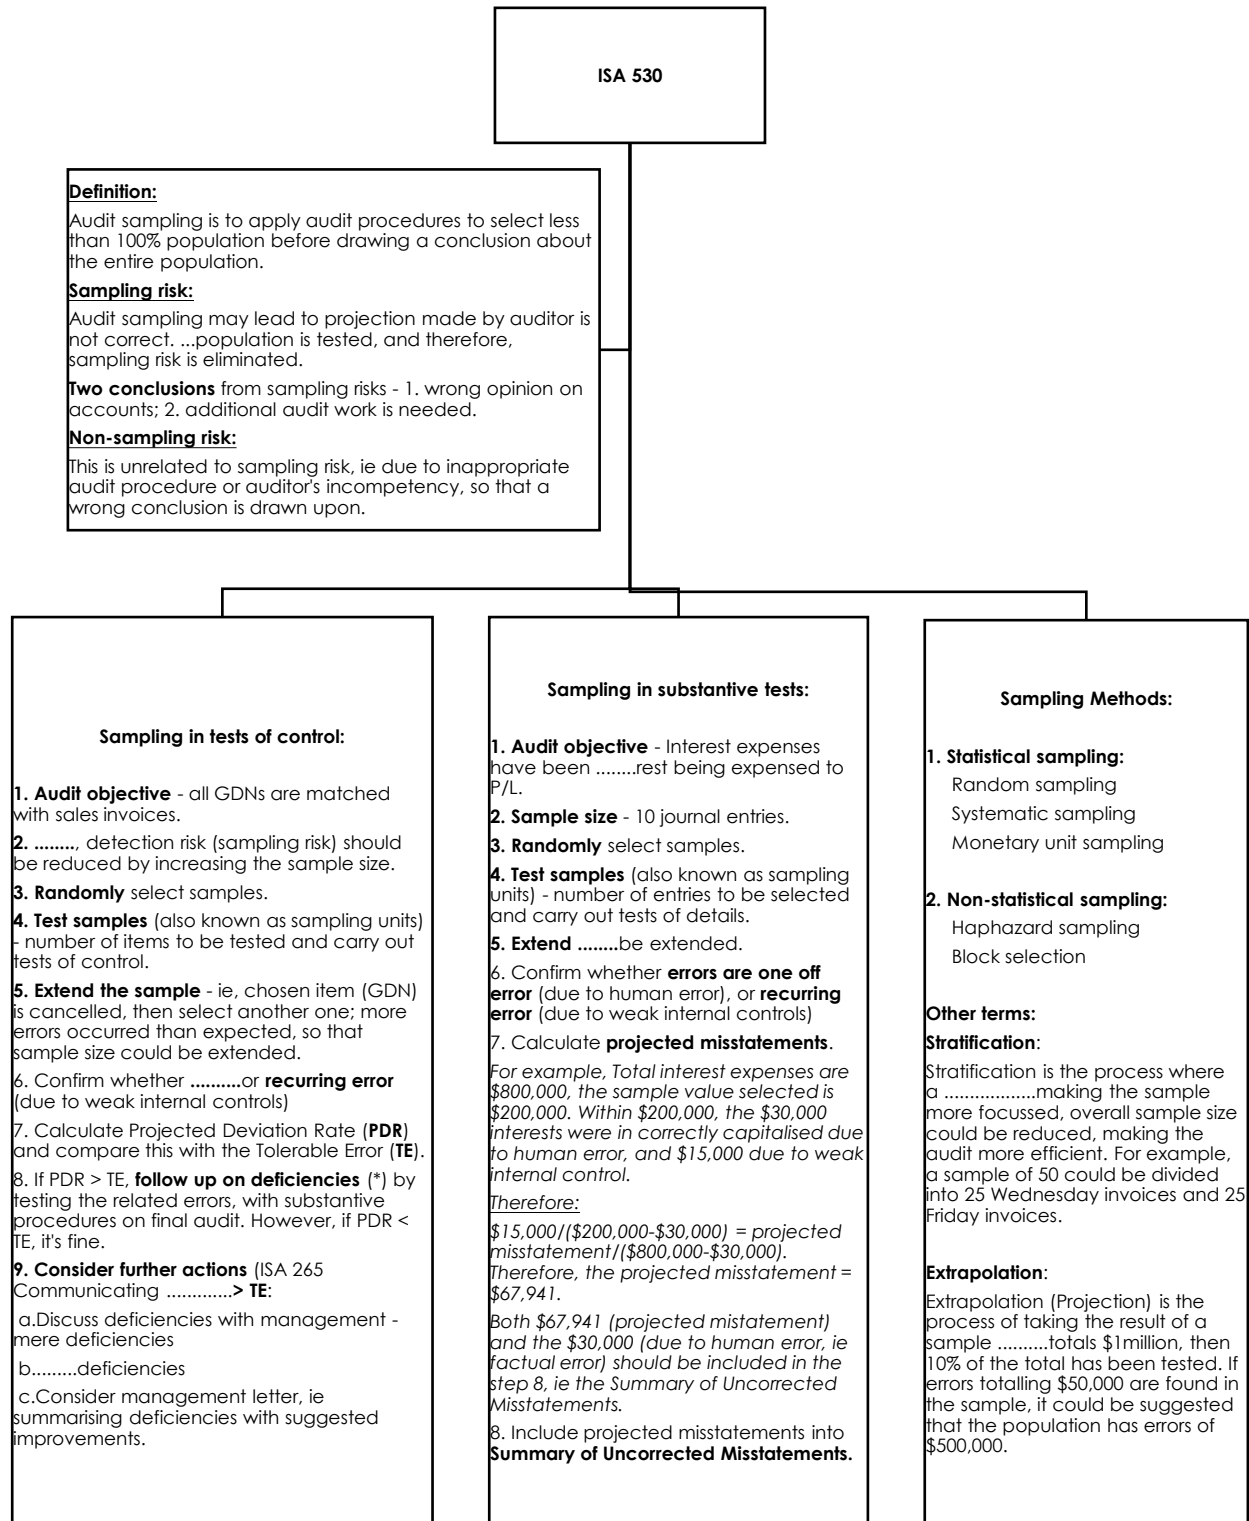 ISA 530
Definition:
Audit sampling is to apply audit procedures to select less
than 100% population before drawing a conclusion about
the entire population.
Sampling risk:
Audit sampling may lead to projection made by auditor is
not correct. ...population is tested, and therefore,
sampling risk is eliminated.
Two conclusions from sampling risks - 1. wrong opinion on
accounts; 2. additional audit work is needed.
Non-sampling risk:
This is unrelated to sampling risk, ie due to inappropriate
audit procedure or auditor's incompetency, so that a
wrong conclusion is drawn upon.
Sampling in tests of control:
1. Audit objective - all GDNs are matched
with sales invoices.
2. ........, detection risk (sampling risk) should
be reduced by increasing the sample size.
3. Randomly select samples.
4. Test samples (also known as sampling units)
- number of items to be tested and carry out
tests of control.
5. Extend the sample - ie, chosen item (GDN)
is cancelled, then select another one; more
errors occurred than expected, so that
sample size could be extended.
6. Confirm whether .........or recurring error
(due to weak internal controls)
7. Calculate Projected Deviation Rate (PDR)
and compare this with the Tolerable Error (TE).
8. If PDR > TE, follow up on deficiencies (*) by
testing the related errors, with substantive
procedures on final audit. However, if PDR <
TE, it's fine.
9. Consider further actions (ISA 265
Communicating .............> TE:
a.Discuss deficiencies with management -
mere deficiencies
b.........deficiencies
c.Consider management letter, ie
summarising deficiencies with suggested
improvements.
Sampling in substantive tests:
1. Audit objective - Interest expenses
have been ........rest being expensed to
P/L.
2. Sample size - 10 journal entries.
3. Randomly select samples.
4. Test samples (also known as sampling
units) - number of entries to be selected
and carry out tests of details.
5. Extend ........be extended.
6. Confirm whether errors are one off
error (due to human error), or recurring
error (due to weak internal controls)
7. Calculate projected misstatements.
For example, Total interest expenses are
$800,000, the sample value selected is
$200,000. Within $200,000, the $30,000
interests were in correctly capitalised due
to human error, and $15,000 due to weak
internal control.
Therefore:
$15,000/($200,000-$30,000) = projected
misstatement/($800,000-$30,000).
Therefore, the projected misstatement =
$67,941.
Both $67,941 (projected mistatement)
and the $30,000 (due to human error, ie
factual error) should be included in the
step 8, ie the Summary of Uncorrected
Misstatements.
8. Include projected misstatements into
Summary of Uncorrected Misstatements.
Sampling Methods:
1. Statistical sampling:
Random sampling
Systematic sampling
Monetary unit sampling
2. Non-statistical sampling:
Haphazard sampling
Block selection
Other terms:
Stratification:
Stratification is the process where
a ..................making the sample
more focussed, overall sample size
could be reduced, making the
audit more efficient. For example,
a sample of 50 could be divided
into 25 Wednesday invoices and 25
Friday invoices.
Extrapolation:
Extrapolation (Projection) is the
process of taking the result of a
sample ..........totals $1million, then
10% of the total has been tested. If
errors totalling $50,000 are found in
the sample, it could be suggested
that the population has errors of
$500,000.